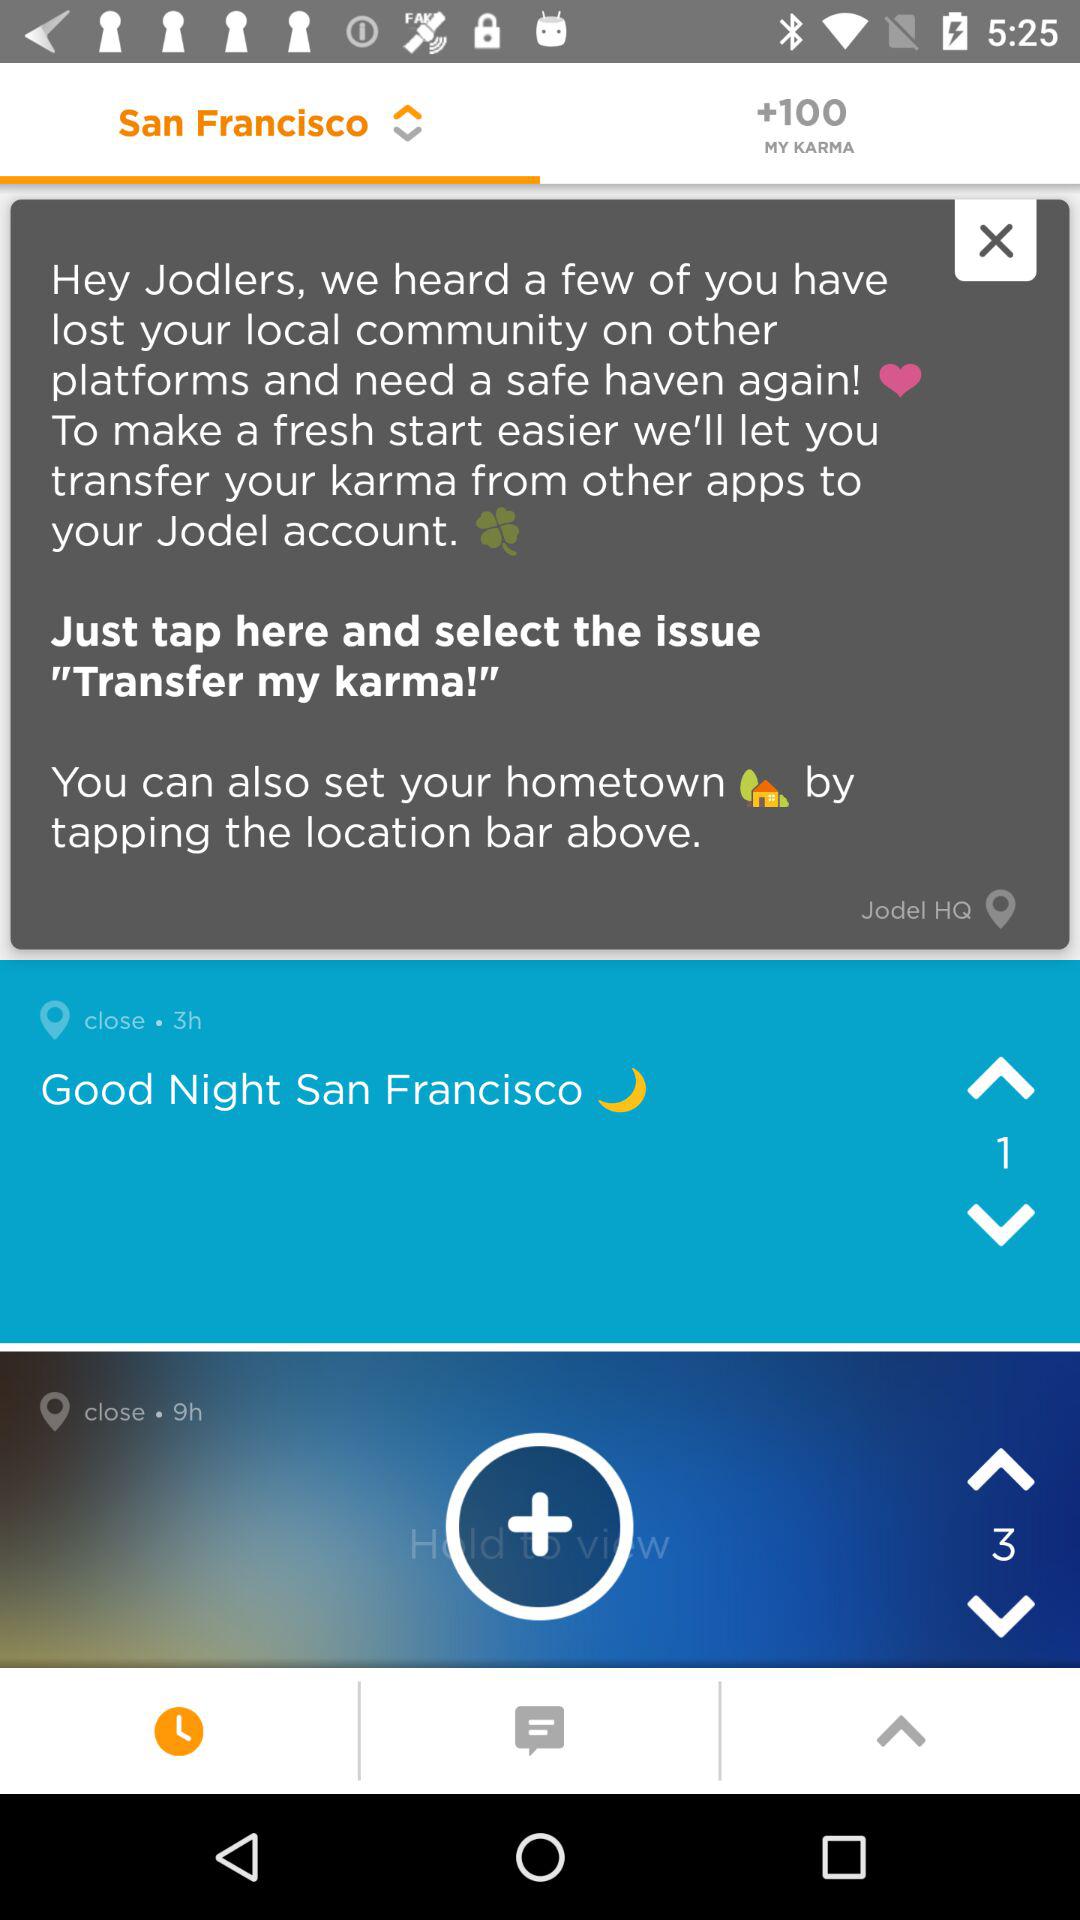 FAKE
5:25
San Francisco
+100
MY KARMA
Hey Jodlers, we heard a few of you have
lost your local community on other
platforms and need a safe haven again! ❤
To make a fresh start easier we'll let you
transfer your karma from other apps to
your Jodel account. 🍀
Just tap here and select the issue
"Transfer my karma!"
You can also set your hometown 🏡 by
tapping the location bar above.
Jodel HQ
close • 3h
Good Night San Francisco 🌙
1
close • 9h
Hold to view
3